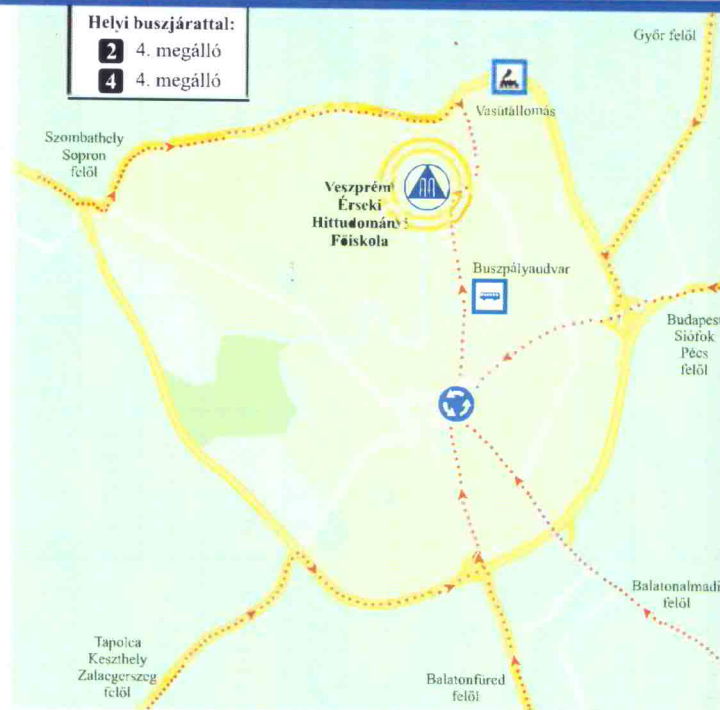 Helyi buszjárattal:
2 4. megálló
4 4. megálló
Győr felől
Vasútállomás
Szombathely
Sopron
felől
Veszprémi
Érseki
Hittudományi
Főiskola
Buszpályaudvar
Budapest
Siófok
Pécs
felől
Balatonalmádi
felől
Tapolca
Keszthely
Zalaegerszeg
felől
Balatonfüred
felől